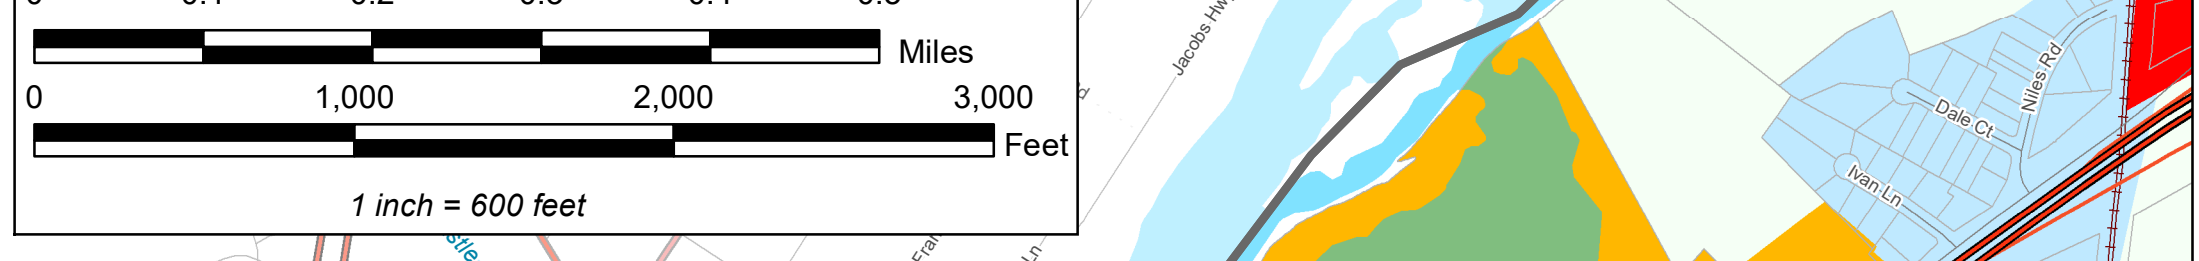 Miles
0 1,000 2,000 3,000
Feet
1 inch = 600 feet
Jacobs Hwy
Niles Rd
Dale Ct
Ivan Ln
Ln